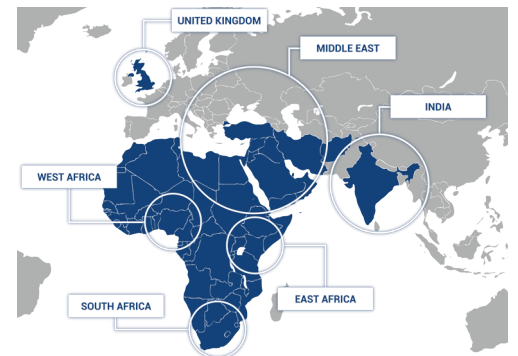 UNITED KINGDOM
MIDDLE EAST
INDIA
WEST AFRICA
EAST AFRICA
SOUTH AFRICA